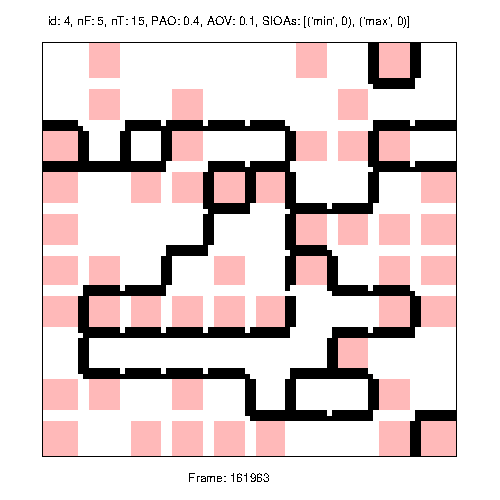 id: 4, nF: 5, nT: 15, PAO: 0.4, AOV: 0.1, SIOAs: [('min', 0), ('max', 0)]
Frame: 161963